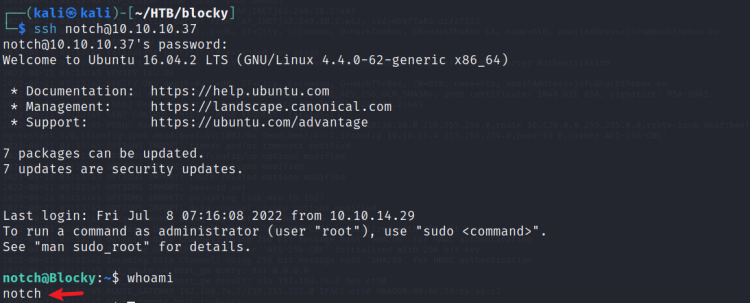 ┌──(kali㉿kali)-[~/HTB/blocky]
└─$ ssh notch@10.10.10.37
notch@10.10.10.37's password:
Welcome to Ubuntu 16.04.2 LTS (GNU/Linux 4.4.0-62-generic x86_64)
* Documentation:  https://help.ubuntu.com
* Management:     https://landscape.canonical.com
* Support:        https://ubuntu.com/advantage
7 packages can be updated.
7 updates are security updates.
Last login: Fri Jul  8 07:16:08 2022 from 10.10.14.29
To run a command as administrator (user "root"), use "sudo <command>".
See "man sudo_root" for details.
notch@Blocky:~$ whoami
notch